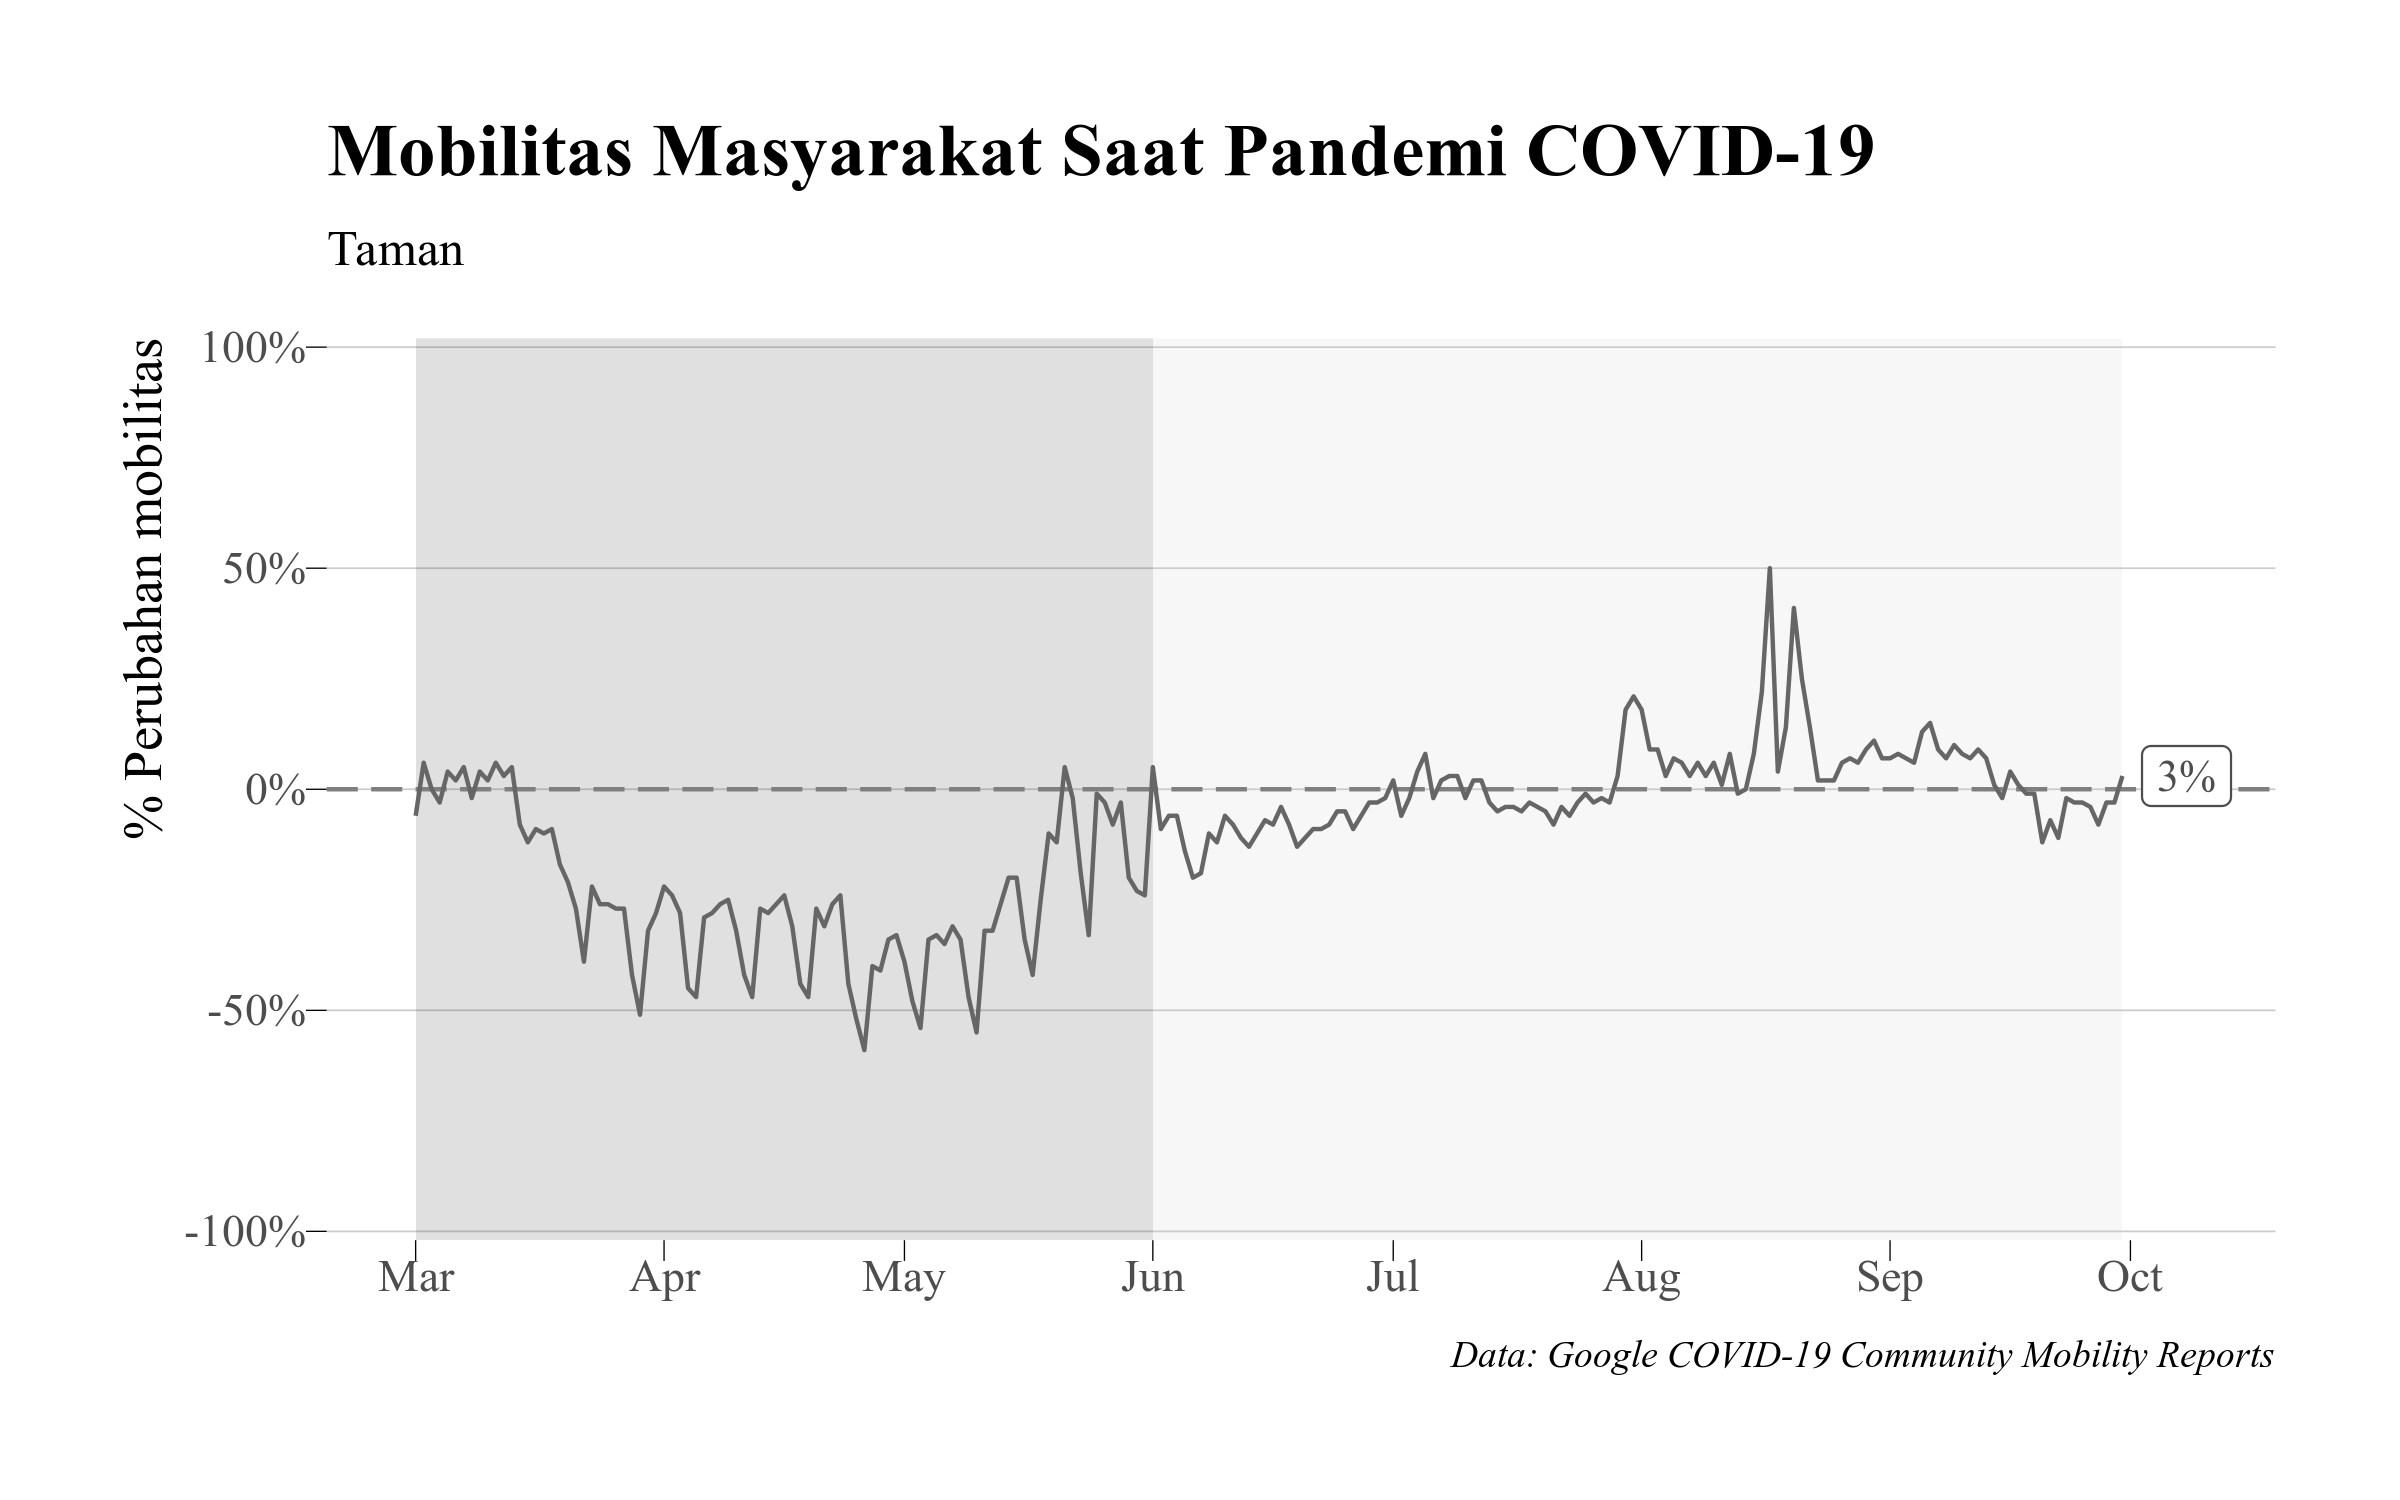 Mobilitas Masyarakat Saat Pandemi COVID-19
Taman
% Perubahan mobilitas
100%
50%
0%
-50%
-100%
3%
Mar Apr May Jun Jul Aug Sep Oct
Data: Google COVID-19 Community Mobility Reports